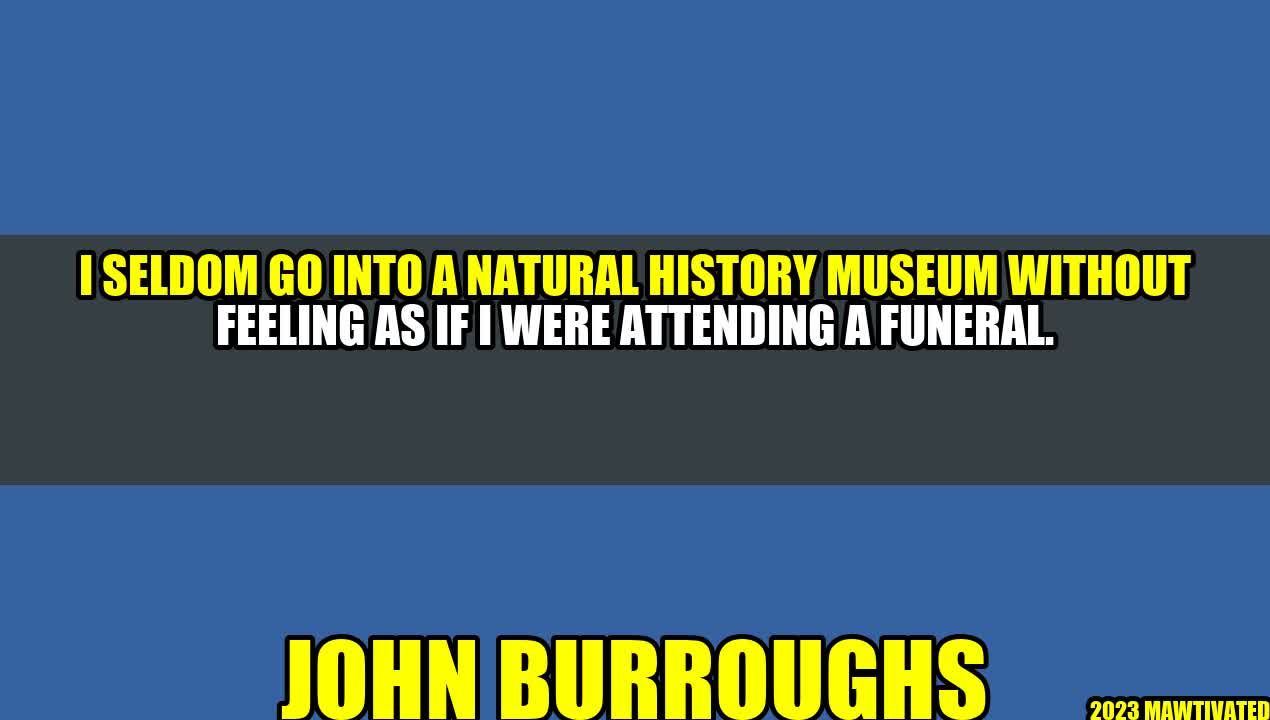 I SELDOM GO INTO A NATURAL HISTORY MUSEUM WITHOUT
FEELING AS IF I WERE ATTENDING A FUNERAL.
JOHN BURROUGHS
2023 MAWTIVATED